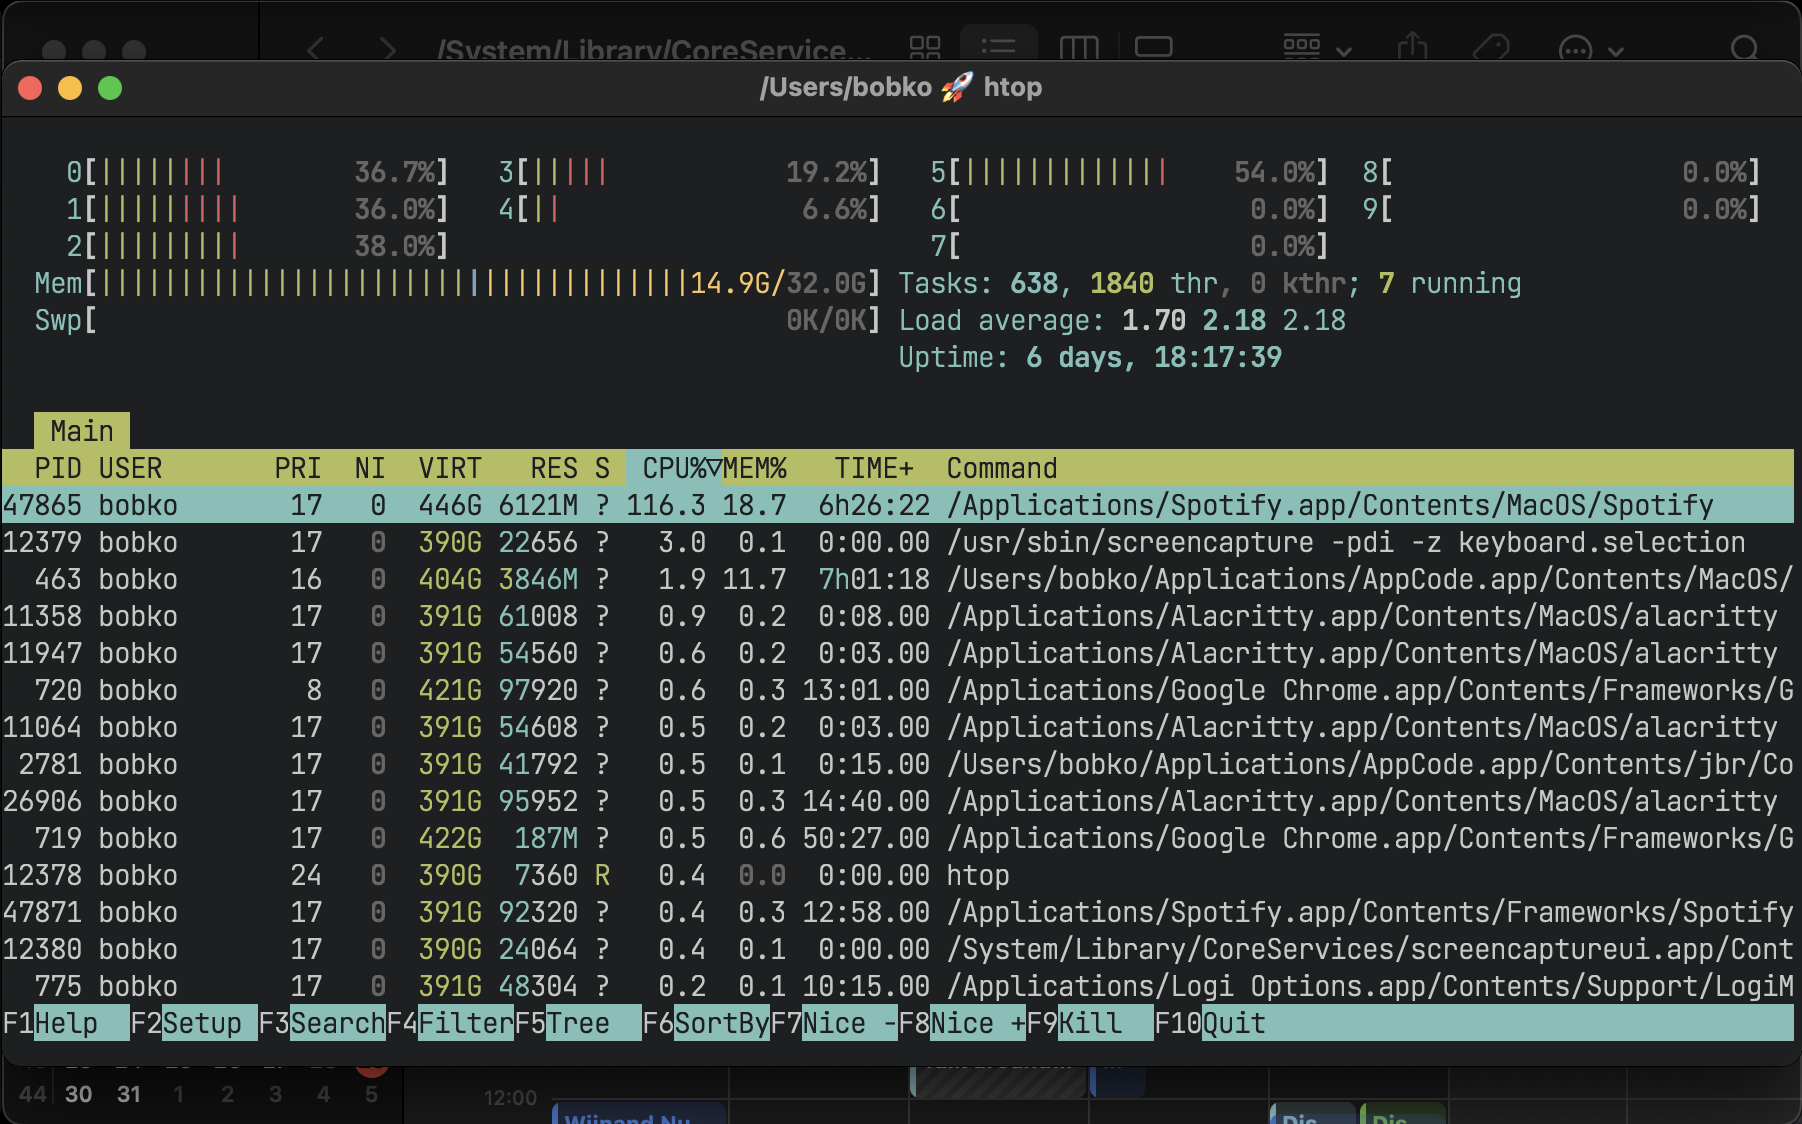 /System/Library/CoreService...
/Users/bobko 🚀 htop
0[|||||||| 36.7%] 3[||||| 19.2%] 5[||||||||||||| 54.0%] 8[ 0.0%]
1[||||||||| 36.0%] 4[|| 6.6%] 6[ 0.0%] 9[ 0.0%]
2[||||||||| 38.0%] 7[ 0.0%]
Mem[|||||||||||||||||||||||||||||||||||||14.9G/32.0G] Tasks: 638, 1840 thr, 0 kthr; 7 running
Swp[ 0K/0K] Load average: 1.70 2.18 2.18
Uptime: 6 days, 18:17:39
Main
PID USER PRI NI VIRT RES S CPU%▽MEM% TIME+ Command
47865 bobko 17 0 446G 6121M ? 116.3 18.7 6h26:22 /Applications/Spotify.app/Contents/MacOS/Spotify
12379 bobko 17 0 390G 22656 ? 3.0 0.1 0:00.00 /usr/sbin/screencapture -pdi -z keyboard.selection
463 bobko 16 0 404G 3846M ? 1.9 11.7 7h01:18 /Users/bobko/Applications/AppCode.app/Contents/MacOS/
11358 bobko 17 0 391G 61008 ? 0.9 0.2 0:08.00 /Applications/Alacritty.app/Contents/MacOS/alacritty
11947 bobko 17 0 391G 54560 ? 0.6 0.2 0:03.00 /Applications/Alacritty.app/Contents/MacOS/alacritty
720 bobko 8 0 421G 97920 ? 0.6 0.3 13:01.00 /Applications/Google Chrome.app/Contents/Frameworks/G
11064 bobko 17 0 391G 54608 ? 0.5 0.2 0:03.00 /Applications/Alacritty.app/Contents/MacOS/alacritty
2781 bobko 17 0 391G 41792 ? 0.5 0.1 0:15.00 /Users/bobko/Applications/AppCode.app/Contents/jbr/Co
26906 bobko 17 0 391G 95952 ? 0.5 0.3 14:40.00 /Applications/Alacritty.app/Contents/MacOS/alacritty
719 bobko 17 0 422G 187M ? 0.5 0.6 50:27.00 /Applications/Google Chrome.app/Contents/Frameworks/G
12378 bobko 24 0 390G 7360 R 0.4 0.0 0:00.00 htop
47871 bobko 17 0 391G 92320 ? 0.4 0.3 12:58.00 /Applications/Spotify.app/Contents/Frameworks/Spotify
12380 bobko 17 0 390G 24064 ? 0.4 0.1 0:00.00 /System/Library/CoreServices/screencaptureui.app/Cont
775 bobko 17 0 391G 48304 ? 0.2 0.1 10:15.00 /Applications/Logi Options.app/Contents/Support/LogiM
F1Help F2Setup F3SearchF4FilterF5Tree F6SortByF7Nice -F8Nice +F9Kill F10Quit
44 30 31 1 2 3 4 5 12:00